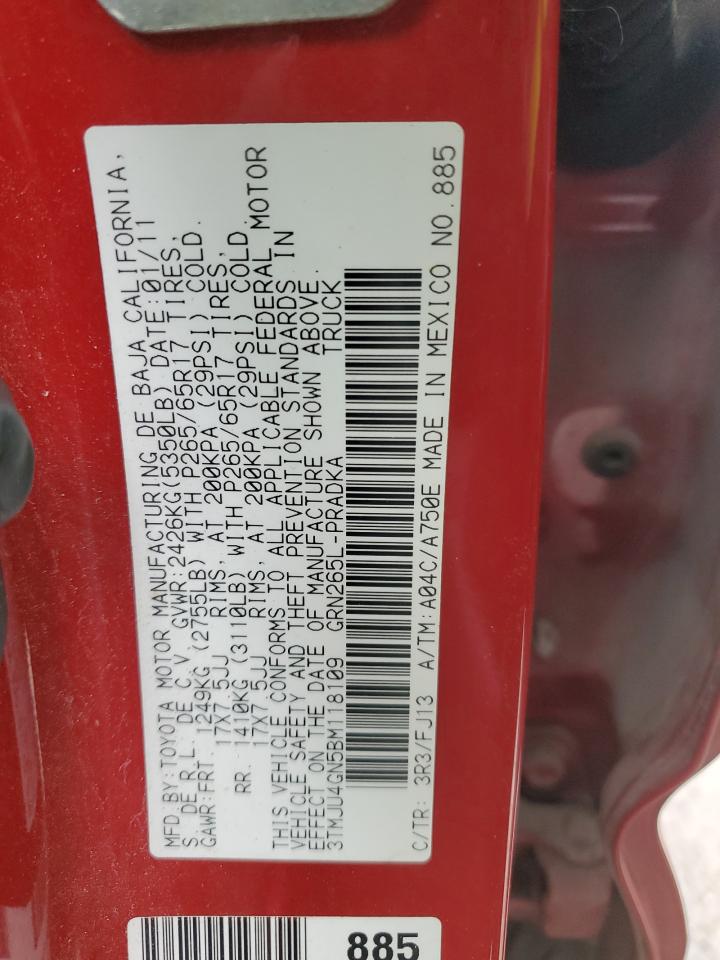 MFD.BY:TOYOTA MOTOR MANUFACTURING DE BAJA CALIFORNIA,
S. DE R.L. DE C.V. GVWR:2426KG(5350LB) DATE:01/11
GAWR:FRT. 1249KG (2755LB) WITH P265/65R17 TIRES,
17X7.5JJ RIMS, AT 200KPA (29PSI) COLD.
RR. 1410KG (3110LB) WITH P265/65R17 TIRES,
17X7.5JJ RIMS, AT 200KPA (29PSI) COLD.
THIS VEHICLE CONFORMS TO ALL APPLICABLE FEDERAL MOTOR
VEHICLE SAFETY AND THEFT PREVENTION STANDARDS IN
EFFECT ON THE DATE OF MANUFACTURE SHOWN ABOVE.
3TMJU4GN5BM118109 GRN265L-PRADKA TRUCK
C/TR: 3R3/FJ13 A/TM:A04C/A750E MADE IN MEXICO NO.885
885